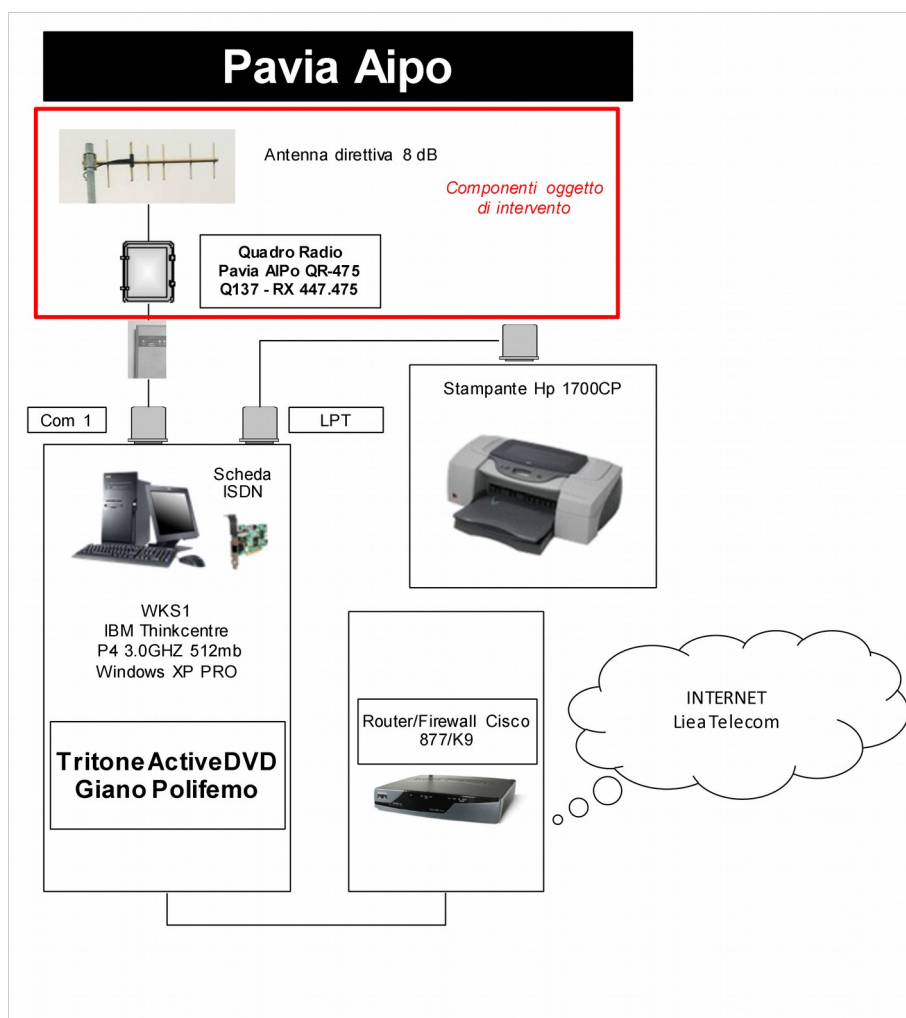 Pavia Aipo
Antenna direttiva 8 dB
Componenti oggetto
di intervento
Quadro Radio
Pavia AIPo QR-475
Q137 - RX 447.475
Com 1
LPT
Stampante Hp 1700CP
Scheda
ISDN
WKS1
IBM Thinkcentre
P4 3.0GHZ 512mb
Windows XP PRO
Tritone ActiveDVD
Giano Polifemo
Router/Firewall Cisco
877/K9
INTERNET
Liea Telecom